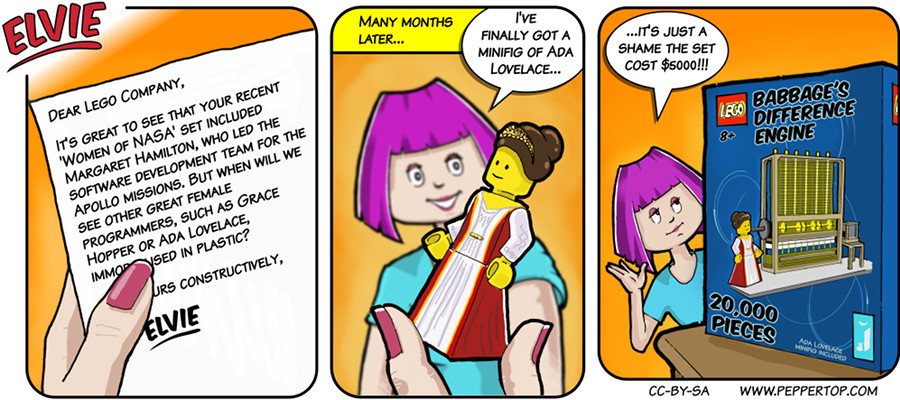 ELVIE
DEAR LEGO COMPANY,
IT'S GREAT TO SEE THAT YOUR RECENT
'WOMEN OF NASA' SET INCLUDED
MARGARET HAMILTON, WHO LED THE
SOFTWARE DEVELOPMENT TEAM FOR THE
APOLLO MISSIONS. BUT WHEN WILL WE
SEE OTHER GREAT FEMALE
PROGRAMMERS, SUCH AS GRACE
HOPPER OR ADA LOVELACE,
IN PLASTIC?
CONSTRUCTIVELY,
ELVIE
MANY MONTHS
LATER...
I'VE
FINALLY GOT A
MINIFIG OF ADA
LOVELACE...
...IT'S JUST A
SHAME THE SET
COST $5000!!!
LEGO
8+
BABBAGE'S
DIFFERENCE
ENGINE
20,000
PIECES
ADA LOVELACE
MINIFIG INCLUDED
CC-BY-SA
WWW.PEPPERTOP.COM